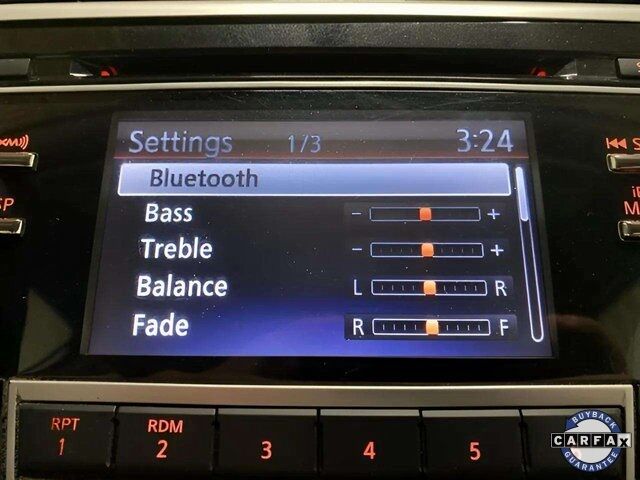 Settings 1/3 3:24
Bluetooth
Bass - +
Treble - +
Balance L R
Fade R F
RPT
1
RDM
2
3
4
5
BUYBACK
CARFAX
GUARANTEE